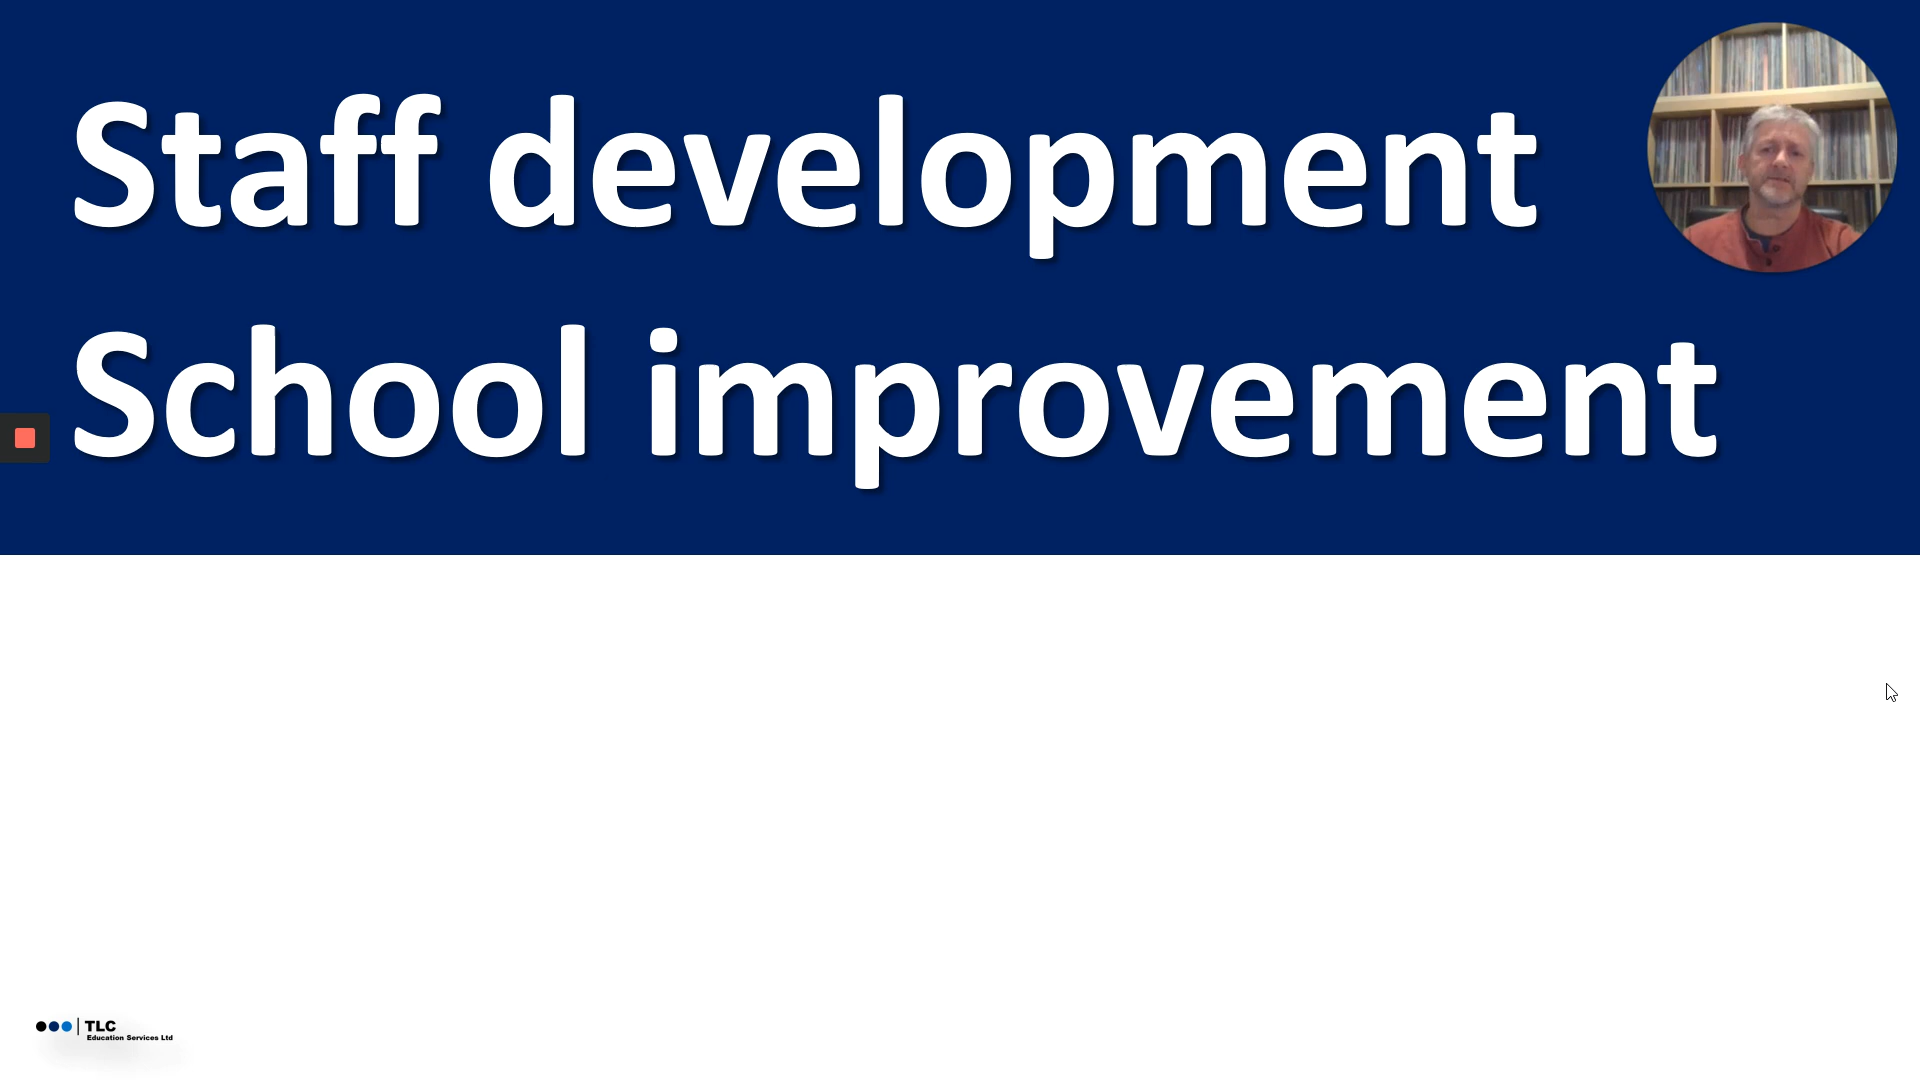 Staff development
School improvement
TLC
Education Services Ltd